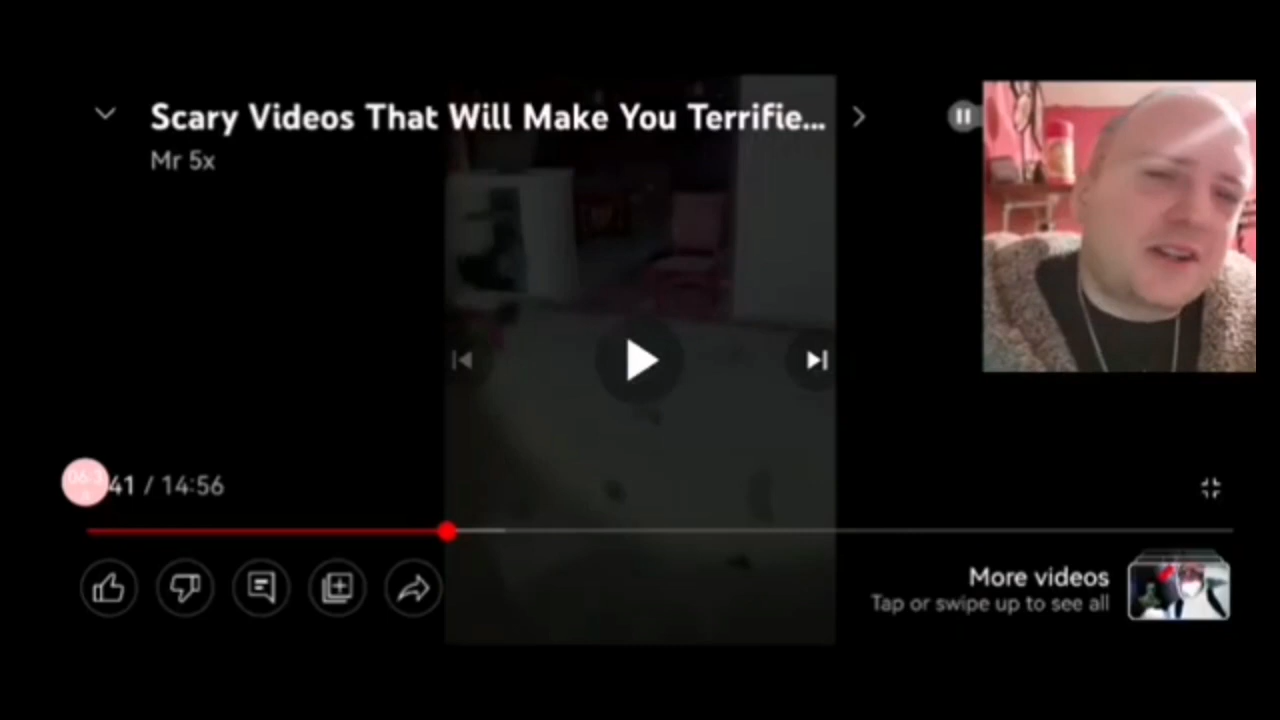 Scary Videos That Will Make You Terrifie...
Mr 5x
41 / 14:56
More videos
Tap or swipe up to see all